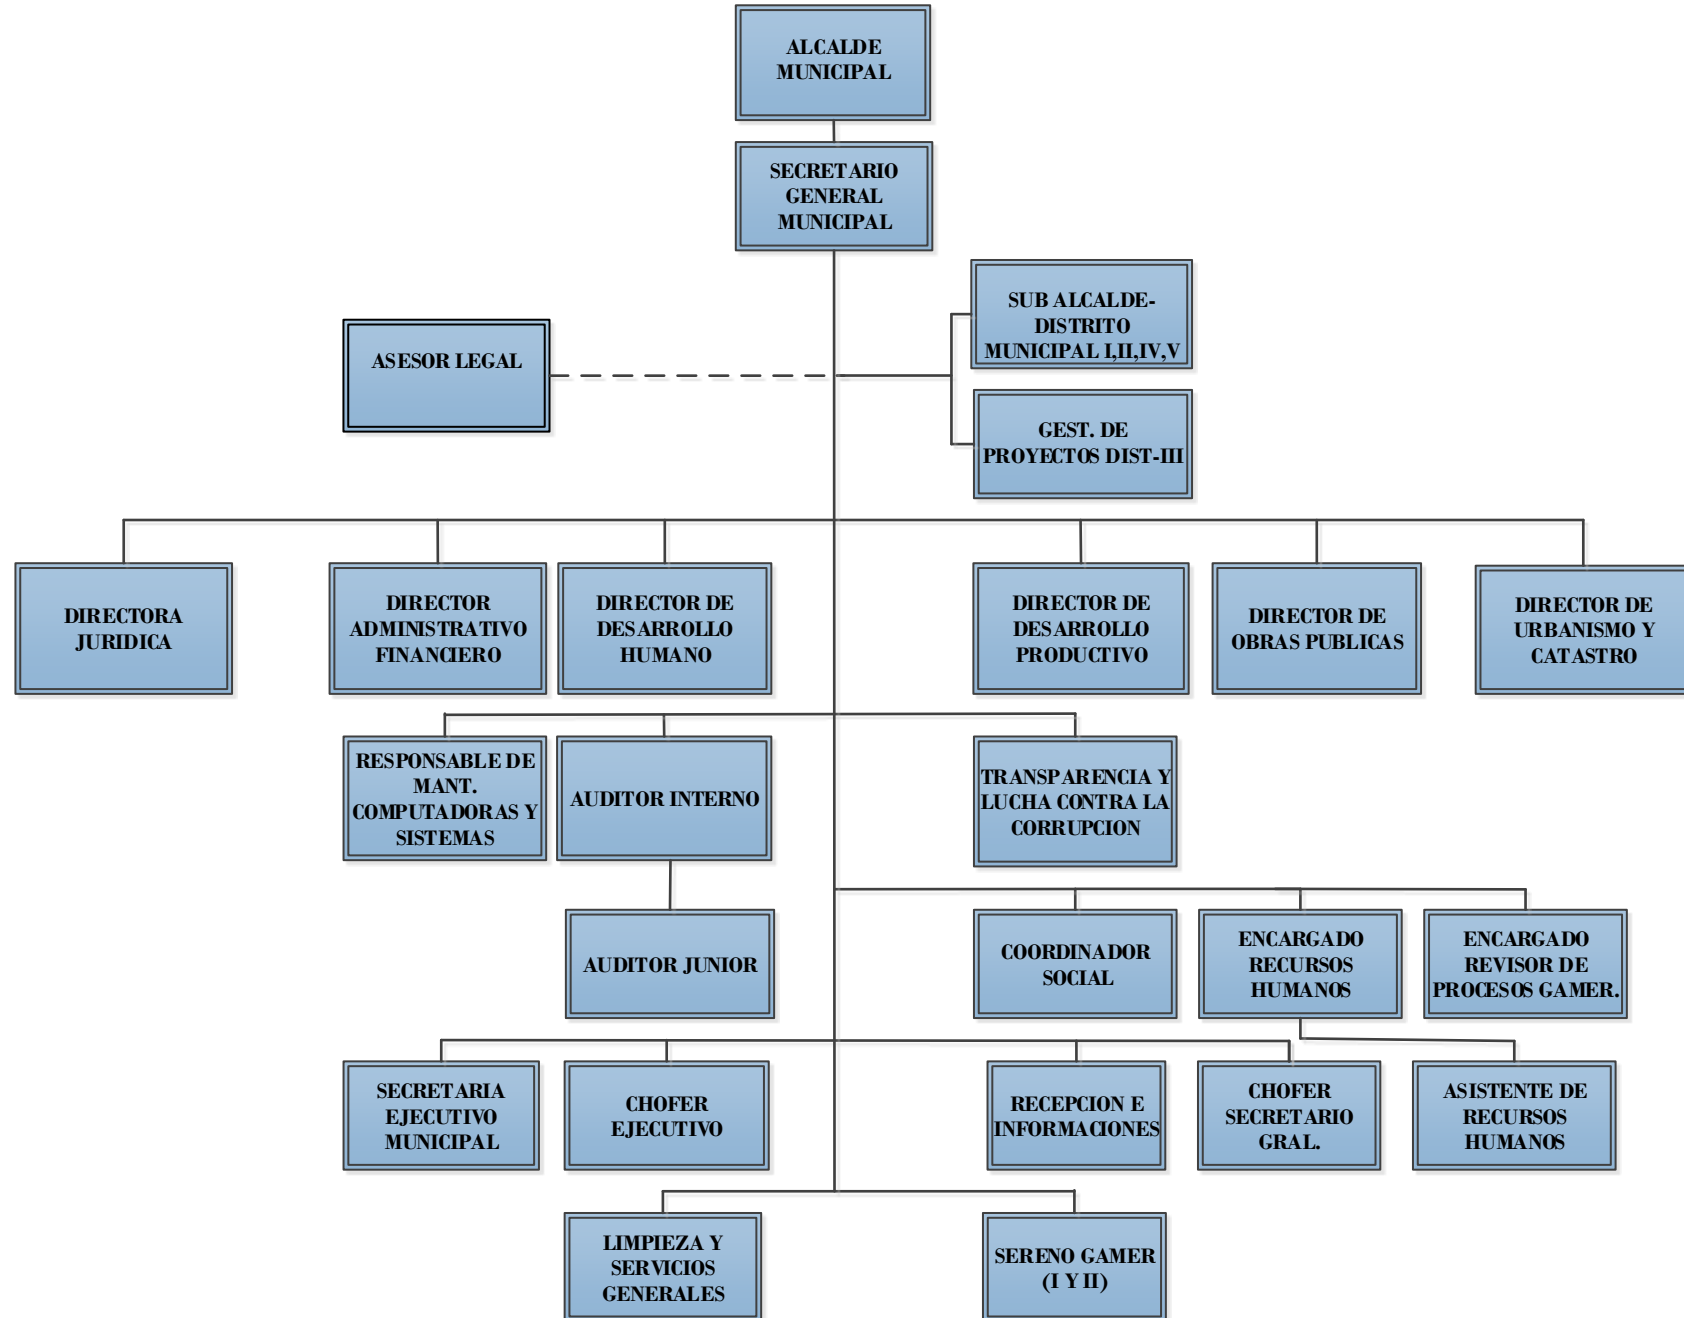 ALCALDE
MUNICIPAL
SECRETARIO
GENERAL
MUNICIPAL
SUB ALCALDE-
DISTRITO
MUNICIPAL I,II,IV,V
ASESOR LEGAL
GEST. DE
PROYECTOS DIST-III
DIRECTORA
JURIDICA
DIRECTOR
ADMINISTRATIVO
FINANCIERO
DIRECTOR DE
DESARROLLO
HUMANO
DIRECTOR DE
DESARROLLO
PRODUCTIVO
DIRECTOR DE
OBRAS PUBLICAS
DIRECTOR DE
URBANISMO Y
CATASTRO
RESPONSABLE DE
MANT.
COMPUTADORAS Y
SISTEMAS
AUDITOR INTERNO
TRANSPARENCIA Y
LUCHA CONTRA LA
CORRUPCION
AUDITOR JUNIOR
COORDINADOR
SOCIAL
ENCARGADO
RECURSOS
HUMANOS
ENCARGADO
REVISOR DE
PROCESOS GAMER.
SECRETARIA
EJECUTIVO
MUNICIPAL
CHOFER
EJECUTIVO
RECEPCION E
INFORMACIONES
CHOFER
SECRETARIO
GRAL.
ASISTENTE DE
RECURSOS
HUMANOS
LIMPIEZA Y
SERVICIOS
GENERALES
SERENO GAMER
(I Y II)